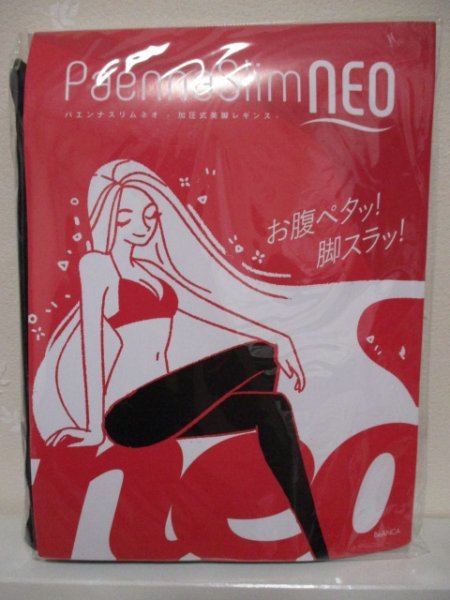 PaennaSlim NEO
パエンナスリムネオ - 加圧式美脚レギンス -
お腹ペタッ!
脚スラッ!
neo
BiANCA